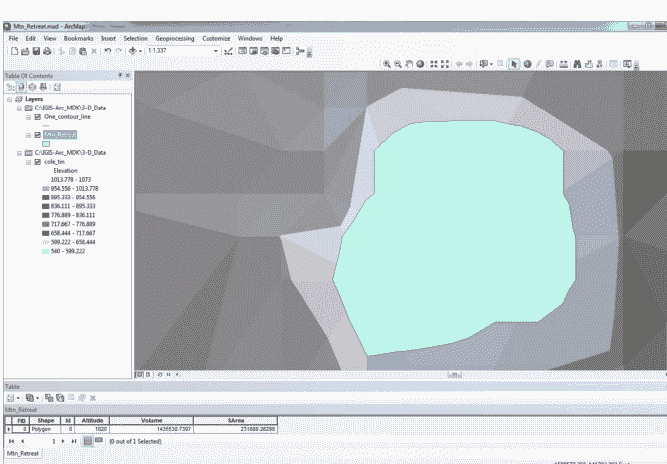 Mtn_Retreat.mxd - ArcMap
File Edit View Bookmarks Insert Selection Geoprocessing Customize Windows Help
1:1.337
Table Of Contents
Layers
C:\IGIS-Arc_MDK\3-D_Data
One_contour_line
Mtn_Retreat
C:\IGIS-Arc_MDK\3-D_Data
cole_tin
Elevation
1013.778 - 1073
954.556 - 1013.778
895.333 - 954.556
836.111 - 895.333
776.889 - 836.111
717.667 - 776.889
658.444 - 717.667
599.222 - 658.444
540 - 599.222
Table
Mtn_Retreat
FID Shape Id Altitude Volume SArea
0 Polygon 0 1020 1435538.7397 231888.26299
1 (0 out of 1 Selected)
Mtn_Retreat